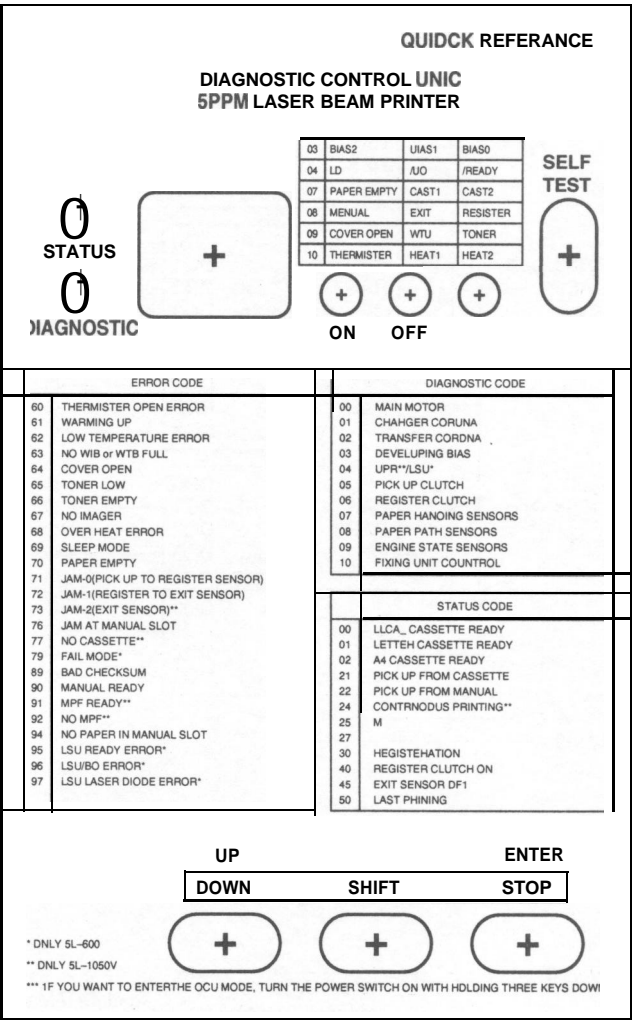 QUIDCK REFERANCE
DIAGNOSTIC CONTROL UNIC
5PPM LASER BEAM PRINTER
03 BIAS2 UIAS1 BIAS0
04 LD /UO /READY
07 PAPER EMPTY CAST1 CAST2
08 MENUAL EXIT RESISTER
09 COVER OPEN WTU TONER
10 THERMISTER HEAT1 HEAT2
SELF
TEST
STATUS
DIAGNOSTIC
ON OFF
ERROR CODE
60 THERMISTER OPEN ERROR
61 WARMING UP
62 LOW TEMPERATURE ERROR
63 NO WIB or WTB FULL
64 COVER OPEN
65 TONER LOW
66 TONER EMPTY
67 NO IMAGER
68 OVER HEAT ERROR
69 SLEEP MODE
70 PAPER EMPTY
71 JAM-0(PICK UP TO REGISTER SENSOR)
72 JAM-1(REGISTER TO EXIT SENSOR)
73 JAM-2(EXIT SENSOR)**
76 JAM AT MANUAL SLOT
77 NO CASSETTE**
79 FAIL MODE*
89 BAD CHECKSUM
90 MANUAL READY
91 MPF READY**
92 NO MPF**
94 NO PAPER IN MANUAL SLOT
95 LSU READY ERROR*
96 LSU/BO ERROR*
97 LSU LASER DIODE ERROR*
DIAGNOSTIC CODE
00 MAIN MOTOR
01 CHAHGER CORUNA
02 TRANSFER CORDNA
03 DEVELUPING BIAS
04 UPR**/LSU*
05 PICK UP CLUTCH
06 REGISTER CLUTCH
07 PAPER HANOING SENSORS
08 PAPER PATH SENSORS
09 ENGINE STATE SENSORS
10 FIXING UNIT COUNTROL
STATUS CODE
00 LLCA_ CASSETTE READY
01 LETTEH CASSETTE READY
02 A4 CASSETTE READY
21 PICK UP FROM CASSETTE
22 PICK UP FROM MANUAL
24 CONTRNODUS PRINTING**
25 M
27
30 HEGISTEHATION
40 REGISTER CLUTCH ON
45 EXIT SENSOR DF1
50 LAST PHINING
UP ENTER
DOWN SHIFT STOP
* DNLY 5L-600
** DNLY 5L-1050V
*** 1F YOU WANT TO ENTERTHE OCU MODE, TURN THE POWER SWITCH ON WITH HDLDING THREE KEYS DOW